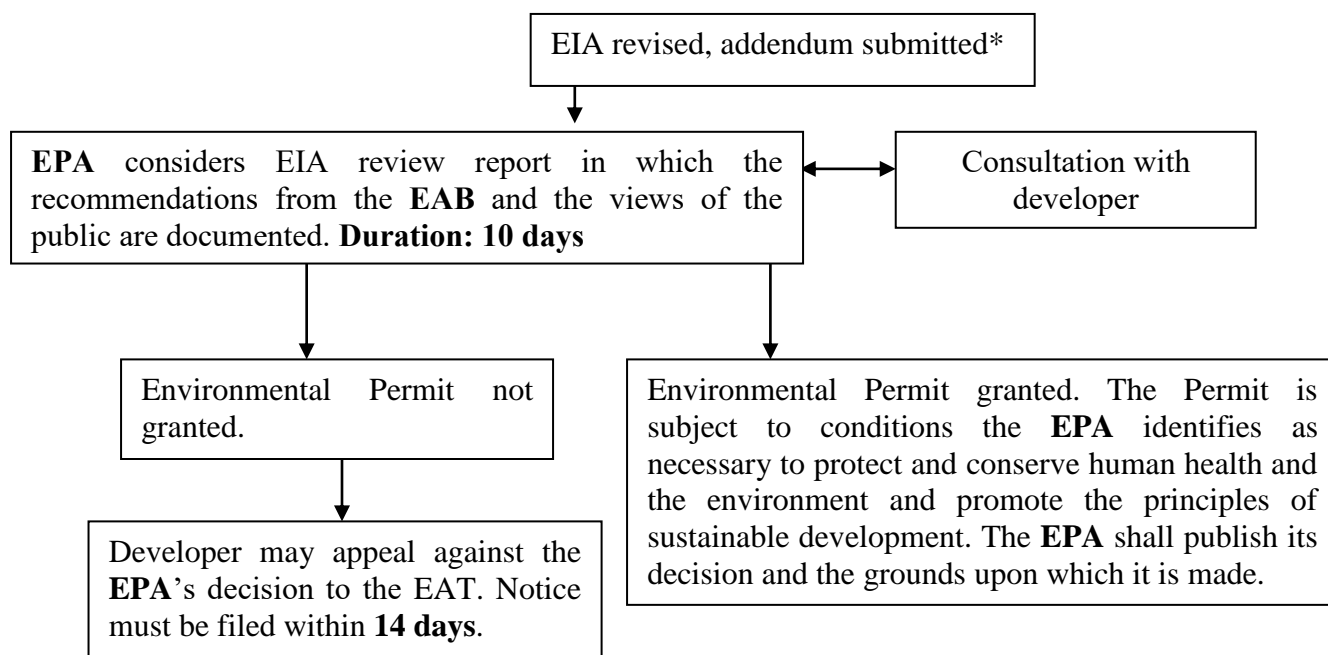 EIA revised, addendum submitted*
EPA considers EIA review report in which the
recommendations from the EAB and the views of the
public are documented. Duration: 10 days
Consultation with
developer
Environmental Permit not
granted.
Environmental Permit granted. The Permit is
subject to conditions the EPA identifies as
necessary to protect and conserve human health and
the environment and promote the principles of
sustainable development. The EPA shall publish its
decision and the grounds upon which it is made.
Developer may appeal against the
EPA's decision to the EAT. Notice
must be filed within 14 days.